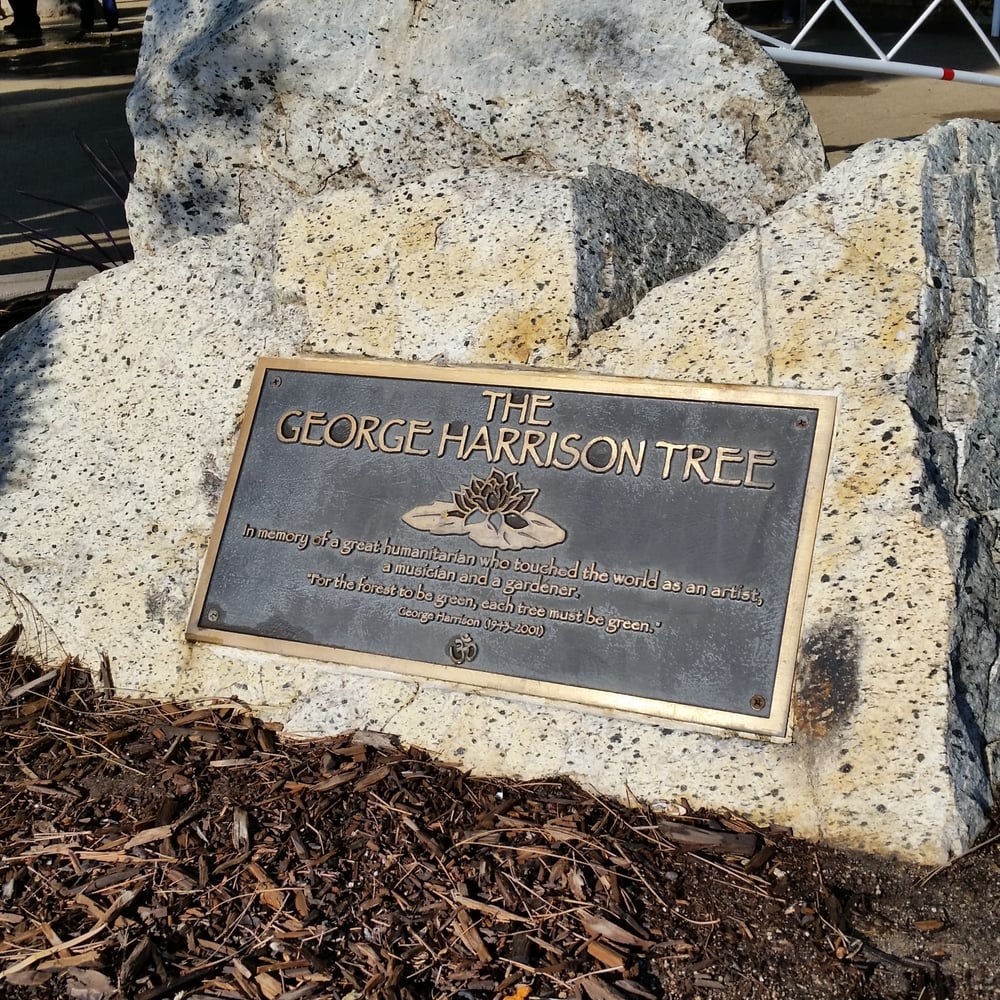 THE
GEORGE HARRISON TREE
In memory of a great humanitarian who touched the world as an artist,
a musician and a gardener.
"For the forest to be green, each tree must be green."
George Harrison (1943-2001)
ॐ